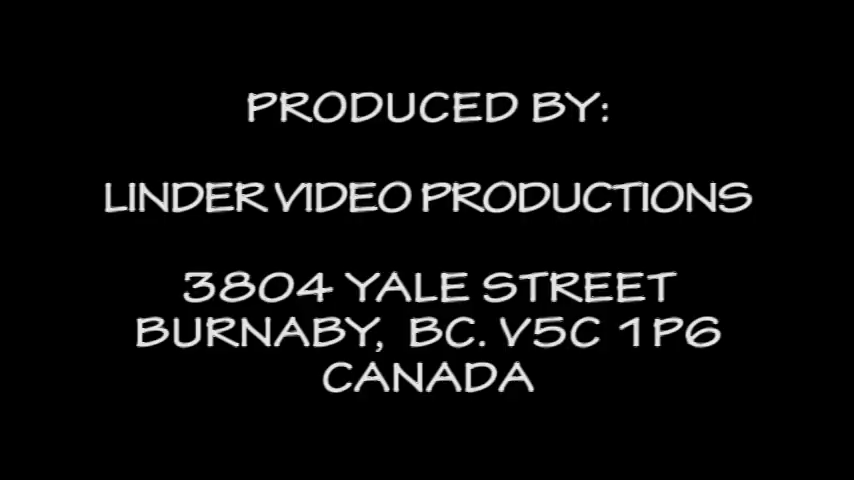 PRODUCED BY:
LINDER VIDEO PRODUCTIONS
3804 YALE STREET
BURNABY, BC. V5C 1P6
CANADA